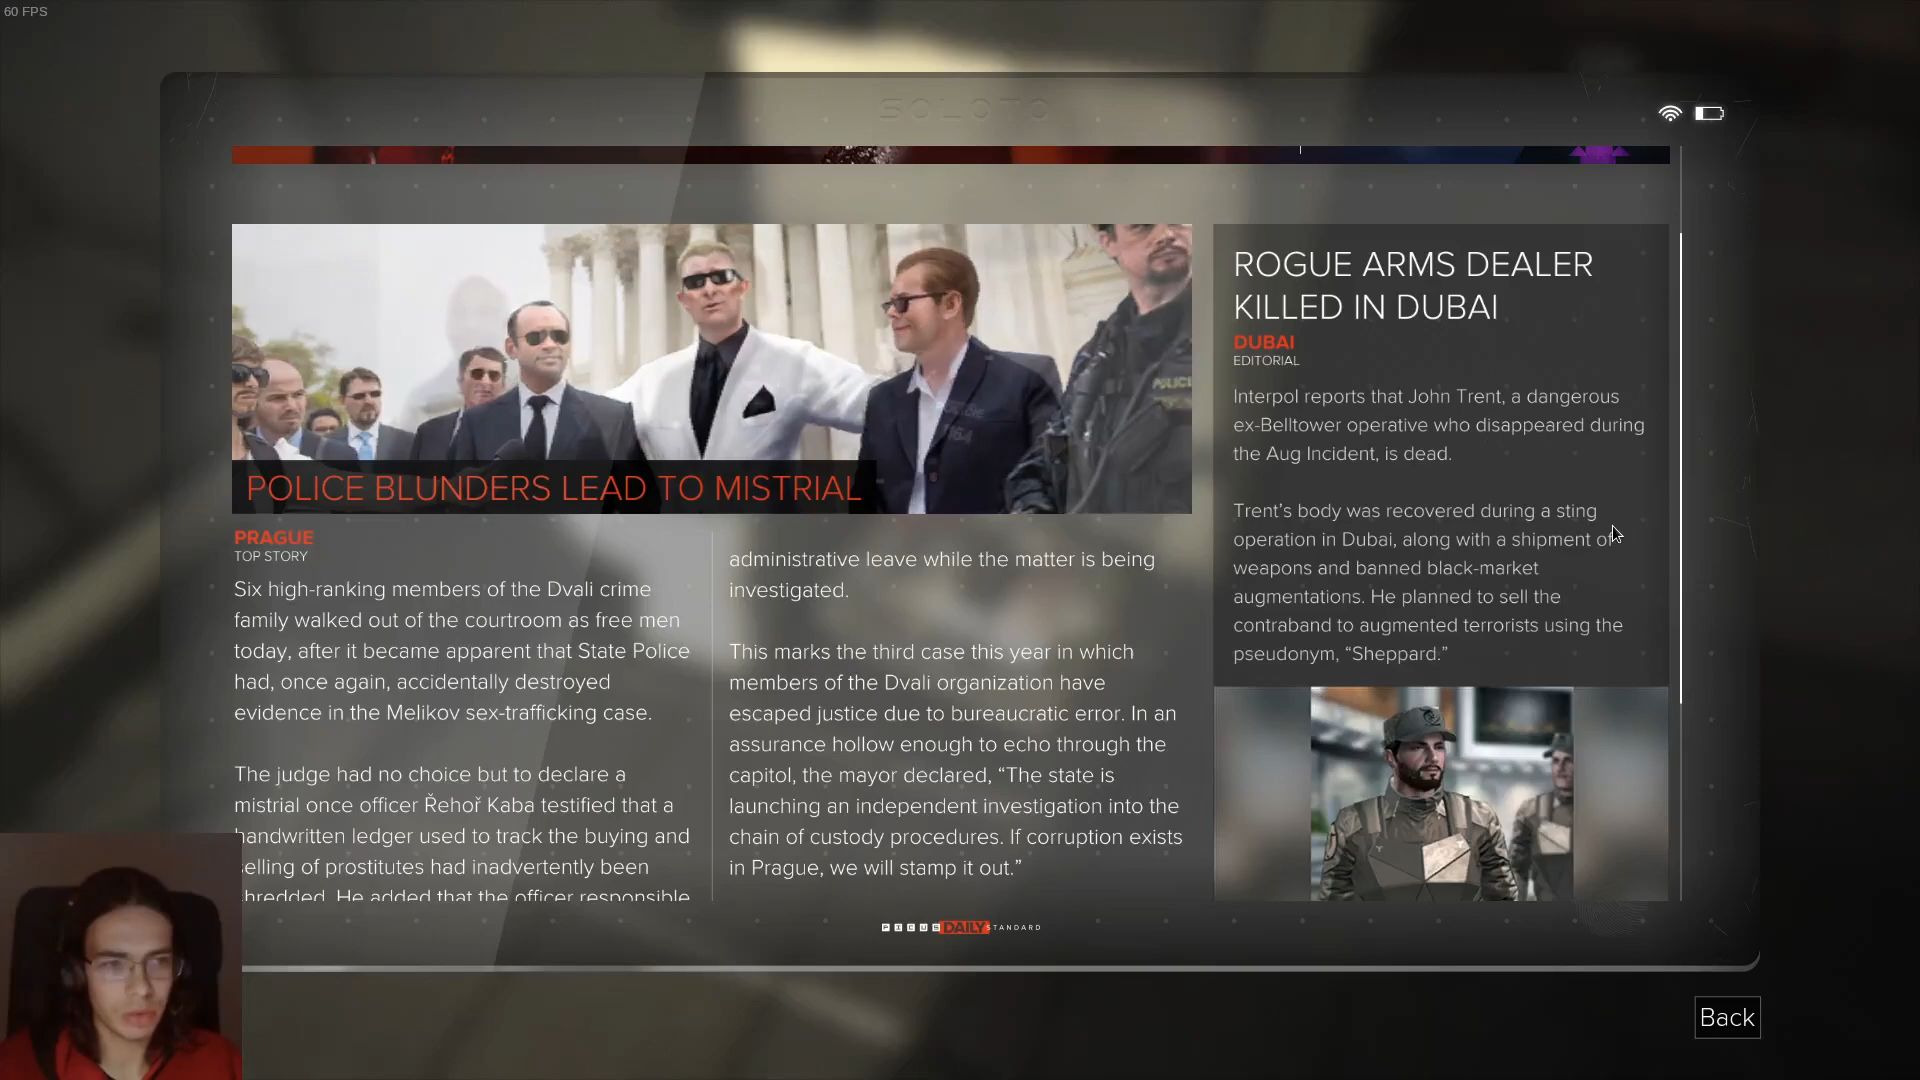 60 FPS
SOLOTO
POLICE BLUNDERS LEAD TO MISTRIAL
PRAGUE
TOP STORY
Six high-ranking members of the Dvali crime
family walked out of the courtroom as free men
today, after it became apparent that State Police
had, once again, accidentally destroyed
evidence in the Melikov sex-trafficking case.
The judge had no choice but to declare a
mistrial once officer Řehoř Kaba testified that a
handwritten ledger used to track the buying and
selling of prostitutes had inadvertently been
shredded. He added that the officer responsible
administrative leave while the matter is being
investigated.
This marks the third case this year in which
members of the Dvali organization have
escaped justice due to bureaucratic error. In an
assurance hollow enough to echo through the
capitol, the mayor declared, “The state is
launching an independent investigation into the
chain of custody procedures. If corruption exists
in Prague, we will stamp it out.”
ROGUE ARMS DEALER
KILLED IN DUBAI
DUBAI
EDITORIAL
Interpol reports that John Trent, a dangerous
ex-Belltower operative who disappeared during
the Aug Incident, is dead.
Trent’s body was recovered during a sting
operation in Dubai, along with a shipment of
weapons and banned black-market
augmentations. He planned to sell the
contraband to augmented terrorists using the
pseudonym, “Sheppard.”
PICUS DAILY STANDARD
Back